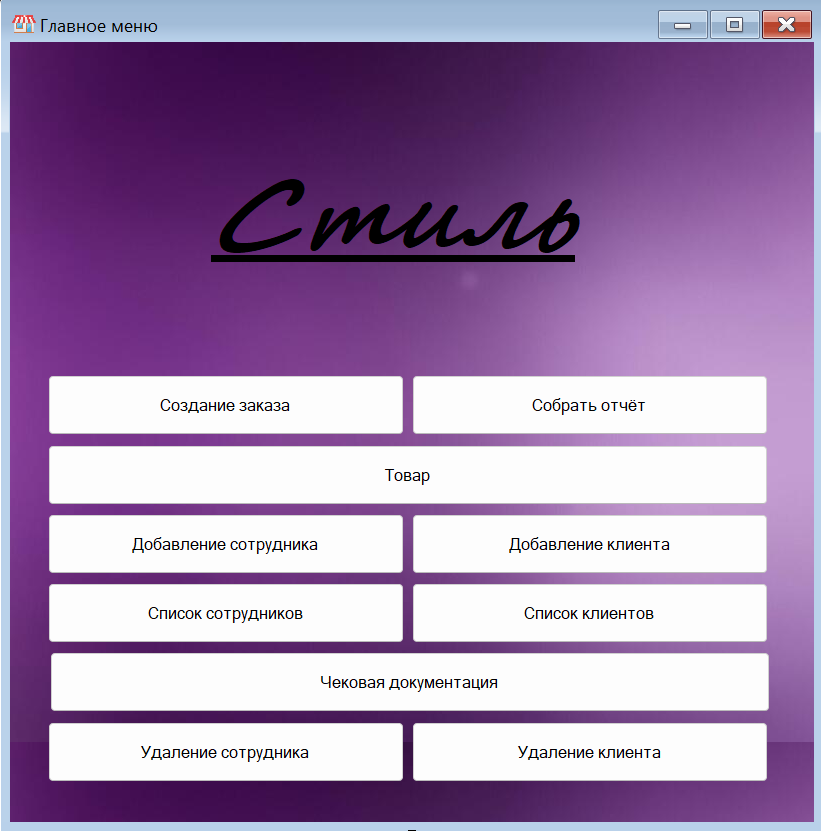 Главное меню
Стиль
Создание заказа
Собрать отчёт
Товар
Добавление сотрудника
Добавление клиента
Список сотрудников
Список клиентов
Чековая документация
Удаление сотрудника
Удаление клиента